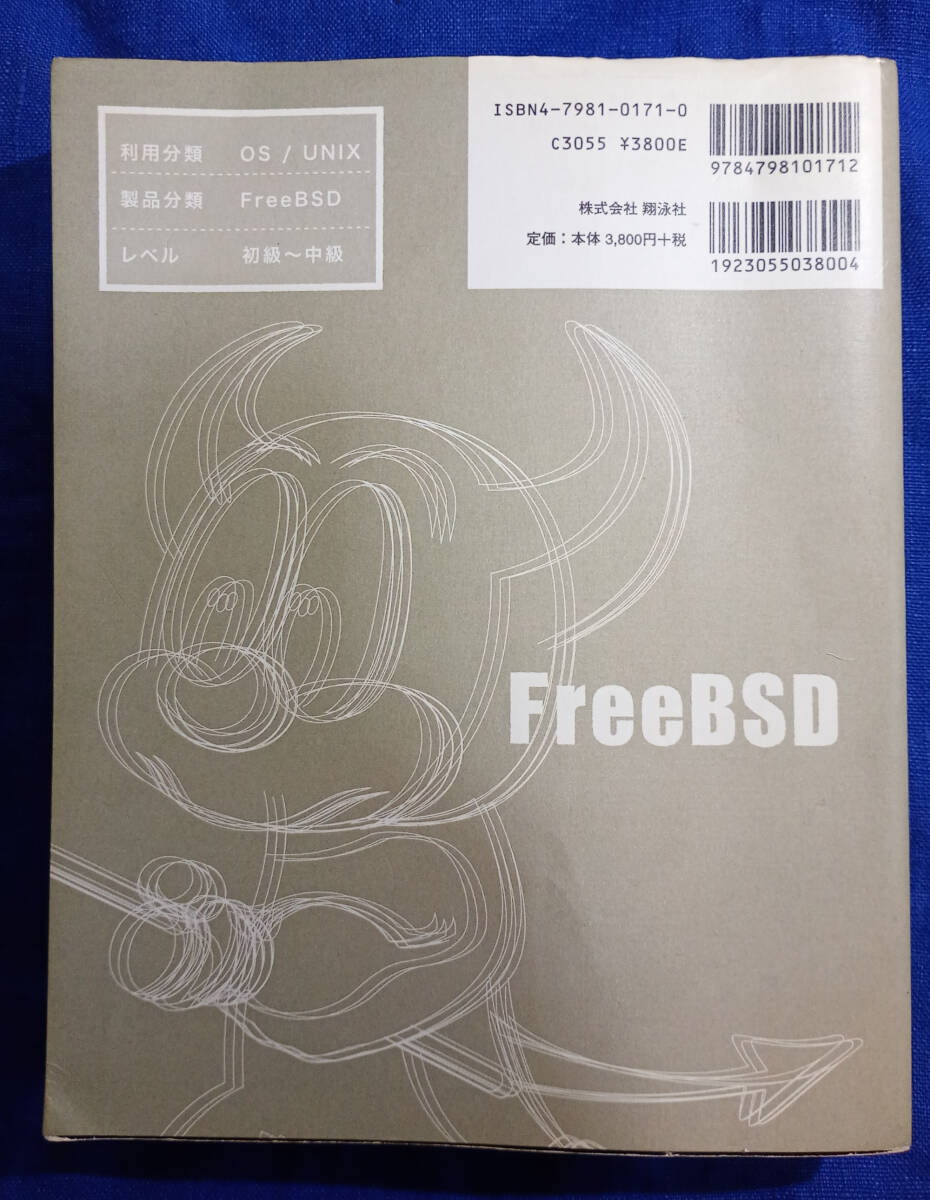 利用分類 OS / UNIX
製品分類 FreeBSD
レベル 初級〜中級
ISBN4-7981-0171-0
C3055 ¥3800E
9784798101712
株式会社 翔泳社
定価：本体 3,800円+税
1923055038004
FreeBSD